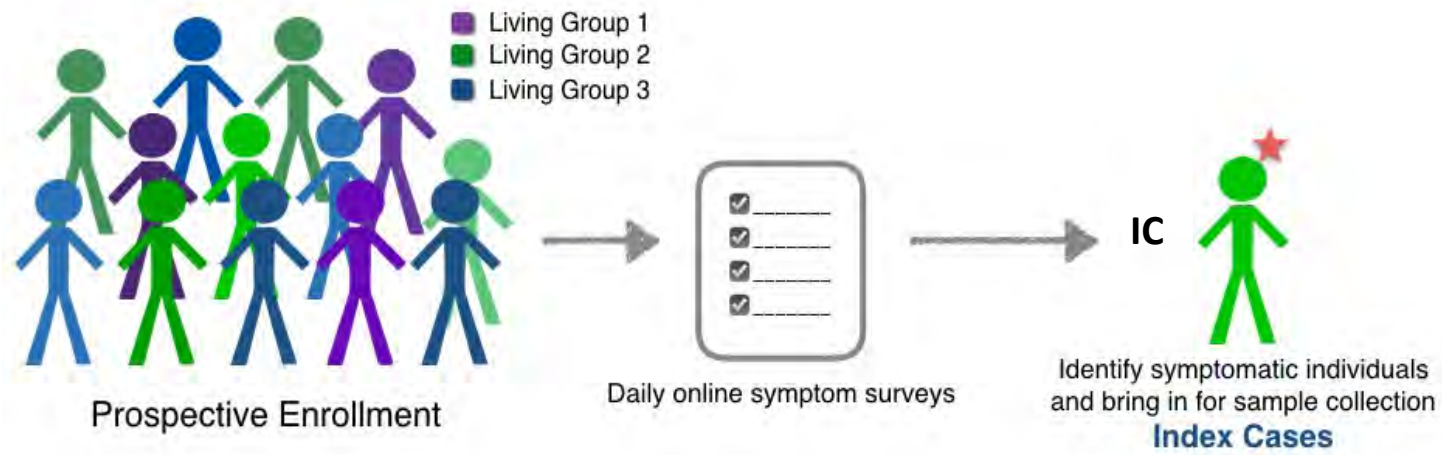 Living Group 1
Living Group 2
Living Group 3
IC
Prospective Enrollment
Daily online symptom surveys
Identify symptomatic individuals
and bring in for sample collection
Index Cases